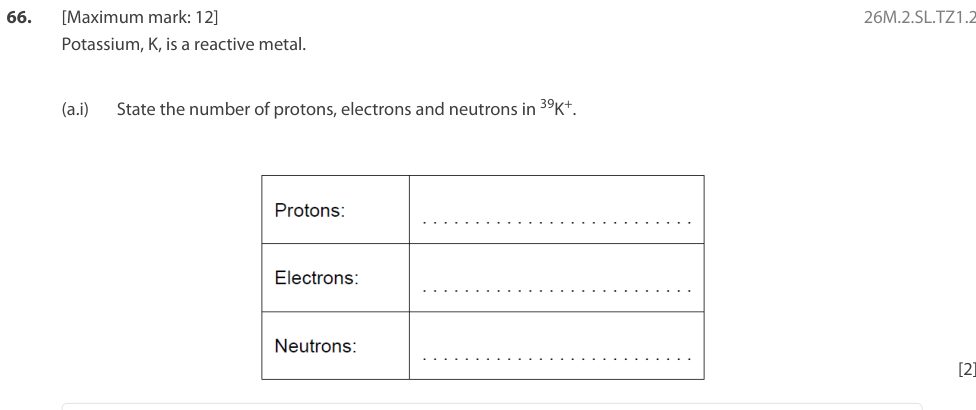 66. [Maximum mark: 12] 26M.2.SL.TZ1.2
Potassium, K, is a reactive metal.
(a.i) State the number of protons, electrons and neutrons in ³⁹K⁺.
Protons: . . . . . . . . . . . . . . . . . . . . . . . . . .
Electrons: . . . . . . . . . . . . . . . . . . . . . . . . . .
Neutrons: . . . . . . . . . . . . . . . . . . . . . . . . . .
[2]